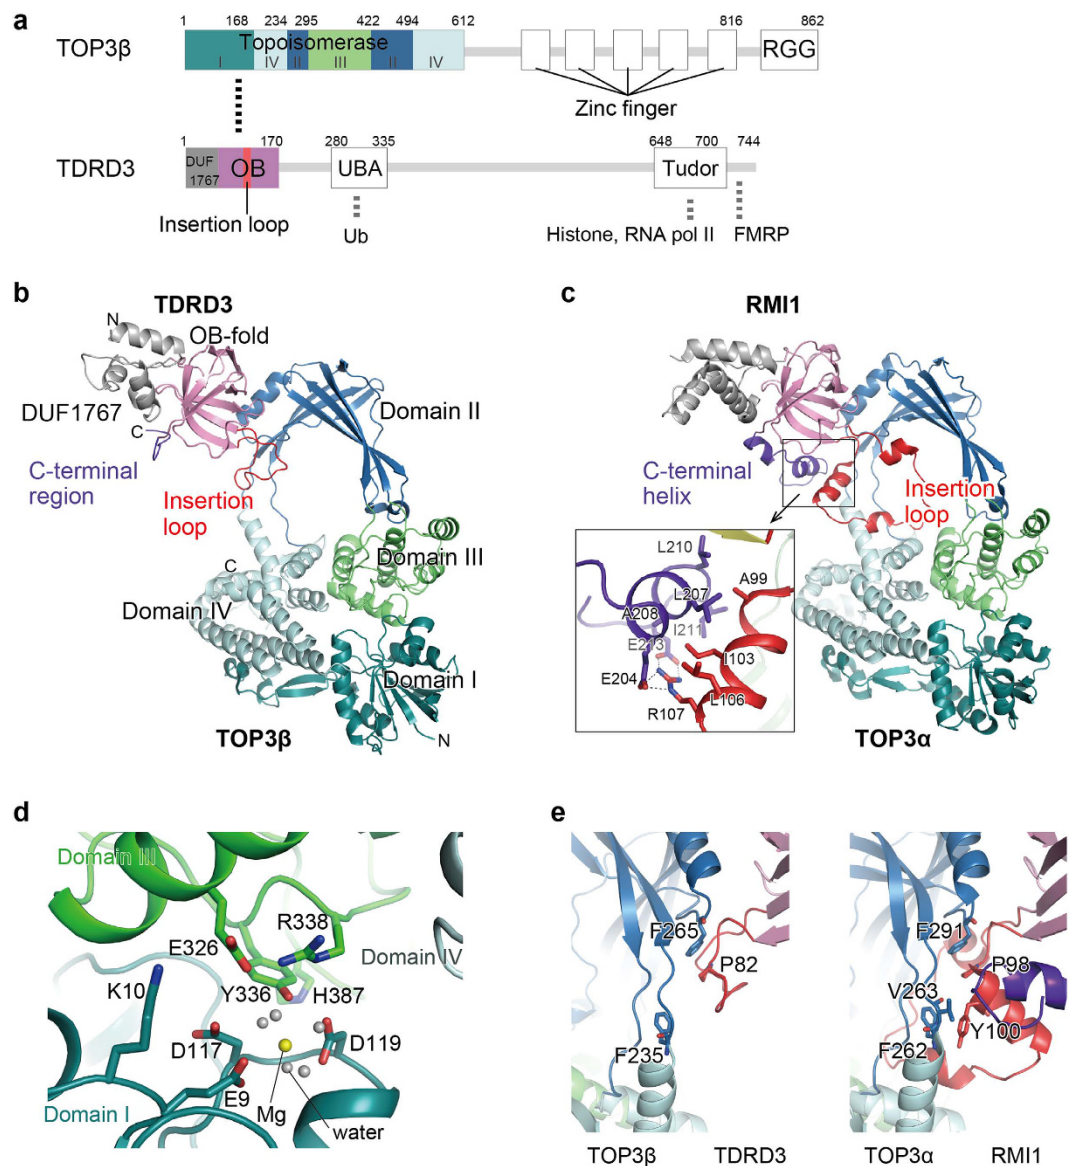 a
1 168 234 295 422 494 612 816 862
TOP3β
Topoisomerase
I IV II III II IV
RGG
Zinc finger
1 170 280 335 648 700 744
TDRD3
DUF
1767
OB
UBA
Tudor
Insertion loop
Ub
Histone, RNA pol II
FMRP
b
TDRD3
N
OB-fold
DUF1767
Domain II
C
C-terminal
region
Insertion
loop
C
Domain III
Domain IV
Domain I
TOP3β
N
c
RMI1
C-terminal
helix
Insertion
loop
L210
A99
L207
A208
I211
E213
I103
E204
L106
R107
TOP3α
d
Domain III
R338
E326
Domain IV
K10
Y336
H387
D117
D119
E9
Mg
Domain I
water
e
F265
P82
F235
TOP3β TDRD3
F291
P98
V263
Y100
F262
TOP3α RMI1